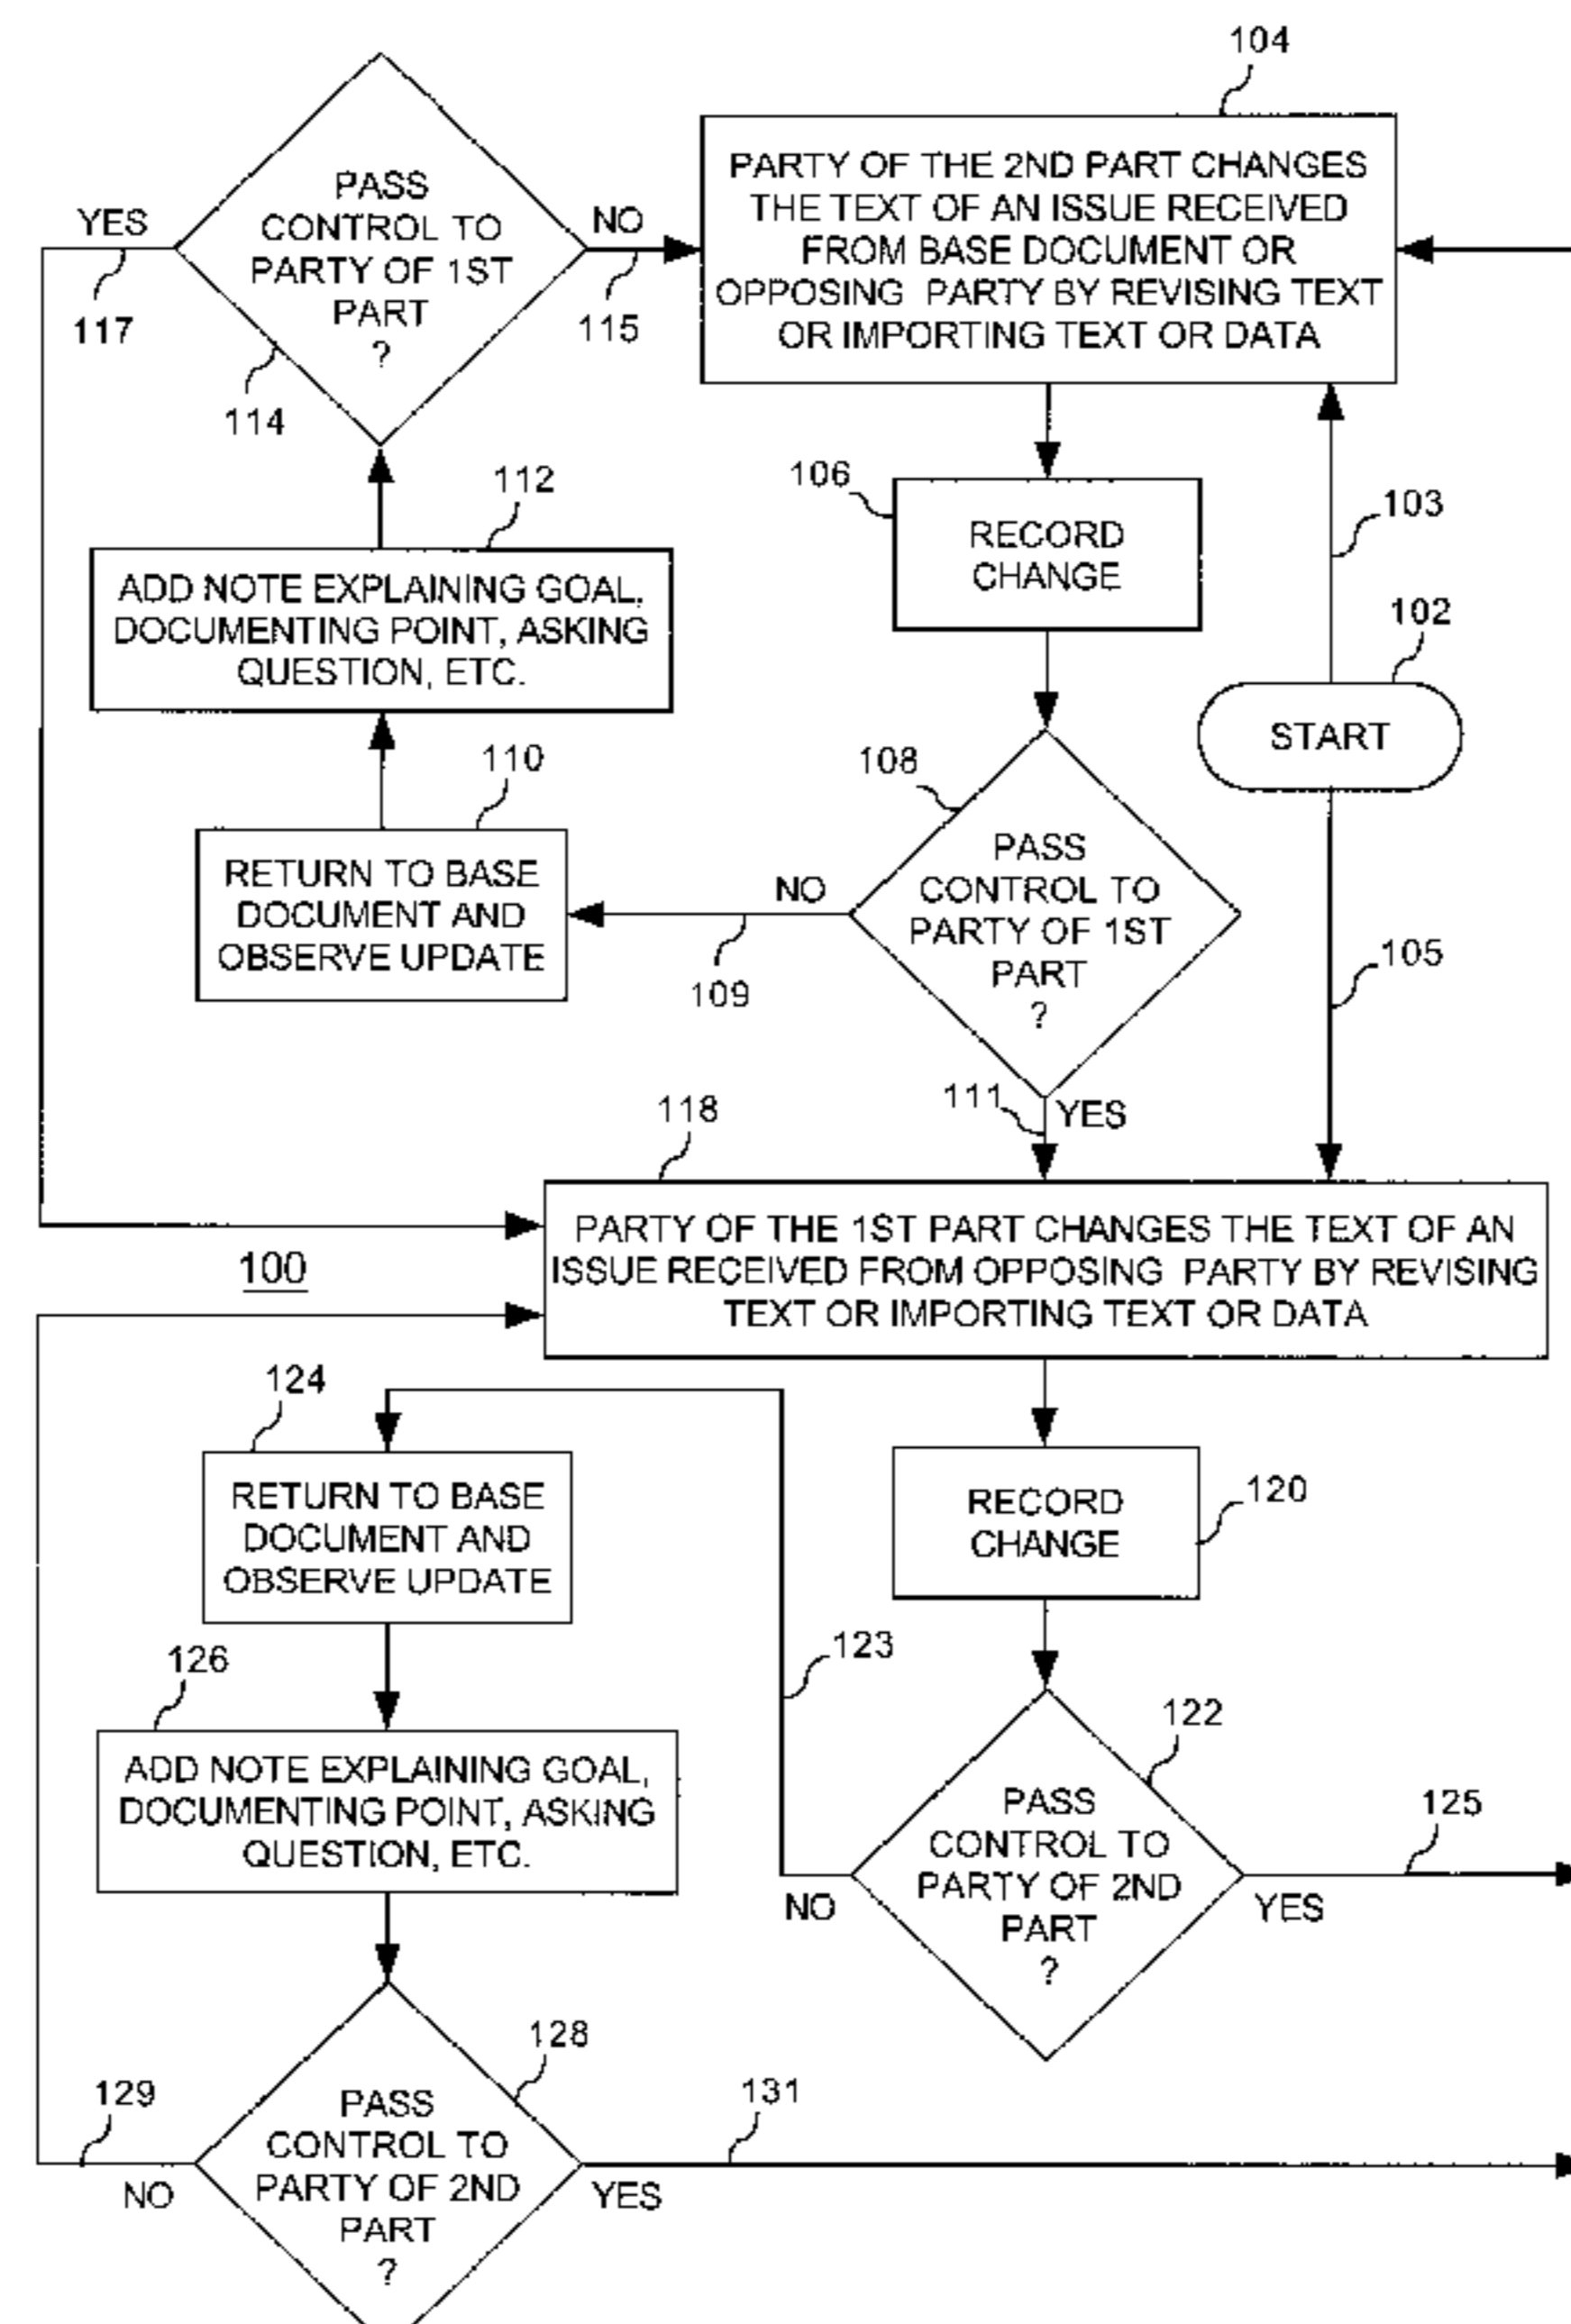 104
PASS
CONTROL TO
PARTY OF 1ST
PART
?
YES
117
NO
115
114
PARTY OF THE 2ND PART CHANGES
THE TEXT OF AN ISSUE RECEIVED
FROM BASE DOCUMENT OR
OPPOSING PARTY BY REVISING TEXT
OR IMPORTING TEXT OR DATA
112
ADD NOTE EXPLAINING GOAL,
DOCUMENTING POINT, ASKING
QUESTION, ETC.
106
RECORD
CHANGE
103
102
START
110
RETURN TO BASE
DOCUMENT AND
OBSERVE UPDATE
108
PASS
CONTROL TO
PARTY OF 1ST
PART
?
NO
109
105
111
YES
118
PARTY OF THE 1ST PART CHANGES THE TEXT OF AN
ISSUE RECEIVED FROM OPPOSING PARTY BY REVISING
TEXT OR IMPORTING TEXT OR DATA
100
124
RETURN TO BASE
DOCUMENT AND
OBSERVE UPDATE
RECORD
CHANGE
120
123
126
ADD NOTE EXPLAINING GOAL,
DOCUMENTING POINT, ASKING
QUESTION, ETC.
122
PASS
CONTROL TO
PARTY OF 2ND
PART
?
NO
125
YES
128
129
NO
PASS
CONTROL TO
PARTY OF 2ND
PART
?
131
YES